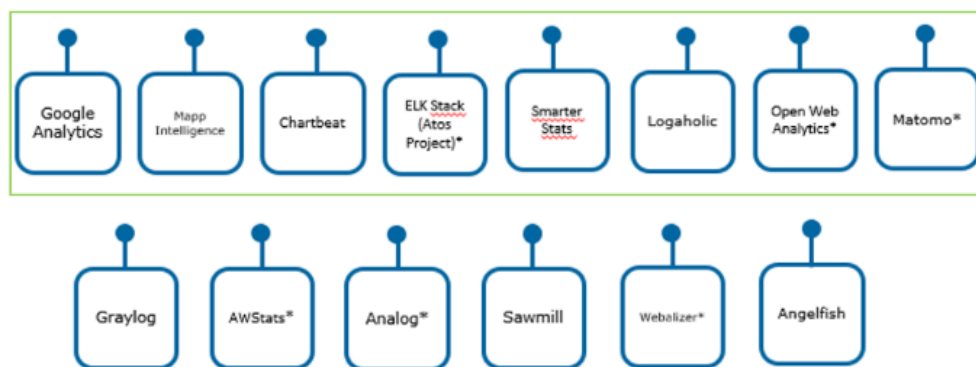 Google
Analytics
Mapp
Intelligence
Chartbeat
ELK Stack
(Atos
Project)*
Smarter
Stats
Logaholic
Open Web
Analytics*
Matomo*
Graylog
AWStats*
Analog*
Sawmill
Webalizer*
Angelfish